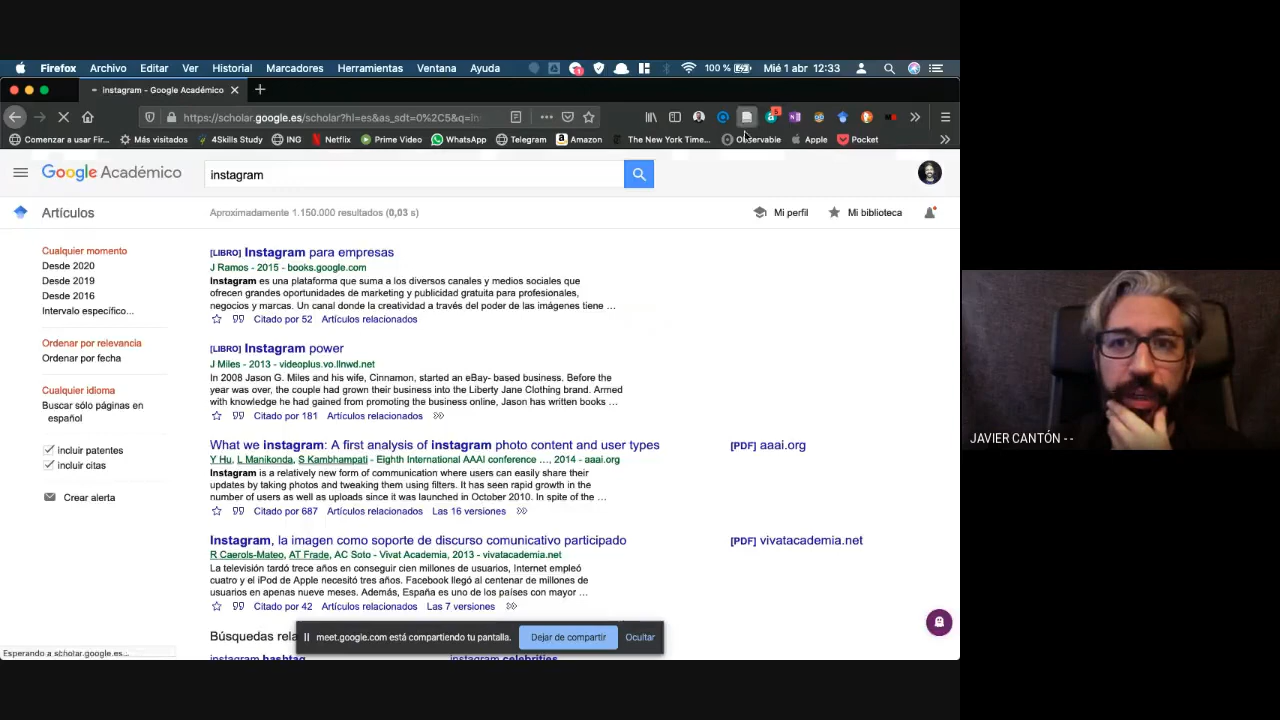 Firefox Archivo Editar Ver Historial Marcadores Herramientas Ventana Ayuda 100 % Mié 1 abr 12:33
instagram - Google Académico
https://scholar.google.es/scholar?hl=es&as_sdt=0%2C5&q=in
Comenzar a usar Fir... Más visitados 4Skills Study ING Netflix Prime Video WhatsApp Telegram Amazon The New York Time... Observable Apple Pocket
Google Académico
instagram
Artículos
Aproximadamente 1.150.000 resultados (0,03 s)
Mi perfil
Mi biblioteca
Cualquier momento
Desde 2020
Desde 2019
Desde 2016
Intervalo específico...
Ordenar por relevancia
Ordenar por fecha
Cualquier idioma
Buscar sólo páginas en
español
incluir patentes
incluir citas
Crear alerta
[LIBRO] Instagram para empresas
J Ramos - 2015 - books.google.com
Instagram es una plataforma que suma a los diversos canales y medios sociales que
ofrecen grandes oportunidades de marketing y publicidad gratuita para profesionales,
negocios y marcas. Un canal donde la creatividad a través del poder de las imágenes tiene ...
Citado por 52 Artículos relacionados
[LIBRO] Instagram power
J Miles - 2013 - videoplus.vo.llnwd.net
In 2008 Jason G. Miles and his wife, Cinnamon, started an eBay- based business. Before the
year was over, the couple had grown their business into the Liberty Jane Clothing brand. Armed
with knowledge he had gained from promoting the business online, Jason has written books ...
Citado por 181 Artículos relacionados
What we instagram: A first analysis of instagram photo content and user types
[PDF] aaai.org
Y Hu, L Manikonda, S Kambhampati - Eighth International AAAI conference ..., 2014 - aaai.org
Instagram is a relatively new form of communication where users can easily share their
updates by taking photos and tweaking them using filters. It has seen rapid growth in the
number of users as well as uploads since it was launched in October 2010. In spite of the ...
Citado por 687 Artículos relacionados Las 16 versiones
Instagram, la imagen como soporte de discurso comunicativo participado
[PDF] vivatacademia.net
R Caerols-Mateo, AT Frade, AC Soto - Vivat Academia, 2013 - vivatacademia.net
La televisión tardó trece años en conseguir cien millones de usuarios, Internet empleó
cuatro y el iPod de Apple necesitó tres años. Facebook llegó al centenar de millones de
usuarios en apenas nueve meses. Además, España es uno de los países con mayor ...
Citado por 42 Artículos relacionados Las 7 versiones
Búsquedas rela
meet.google.com está compartiendo tu pantalla. Dejar de compartir Ocultar
Esperando a scholar.google.es...
instagram hashtag
instagram celebrities
JAVIER CANTÓN - -